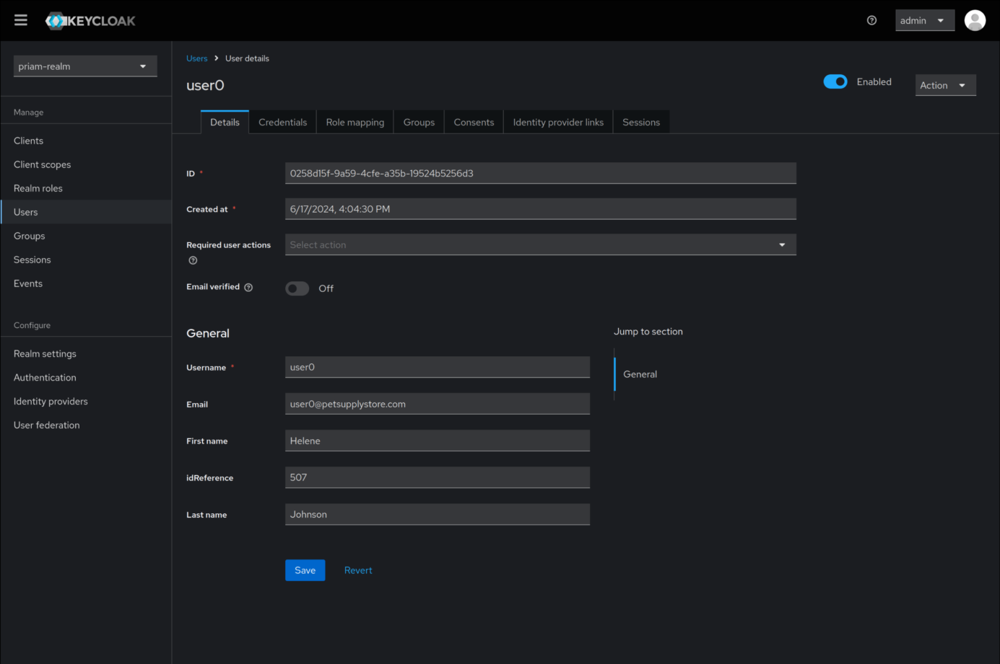 KEYCLOAK
admin
priam-realm
Manage
Clients
Client scopes
Realm roles
Users
Groups
Sessions
Events
Configure
Realm settings
Authentication
Identity providers
User federation
Users > User details
user0
Enabled
Action
Details Credentials Role mapping Groups Consents Identity provider links Sessions
ID * 0258d15f-9a59-4cfe-a35b-19524b5256d3
Created at * 6/17/2024, 4:04:30 PM
Required user actions Select action
Email verified Off
General
Username * user0
Email user0@petsupplystore.com
First name Helene
idReference 507
Last name Johnson
Save Revert
Jump to section
General